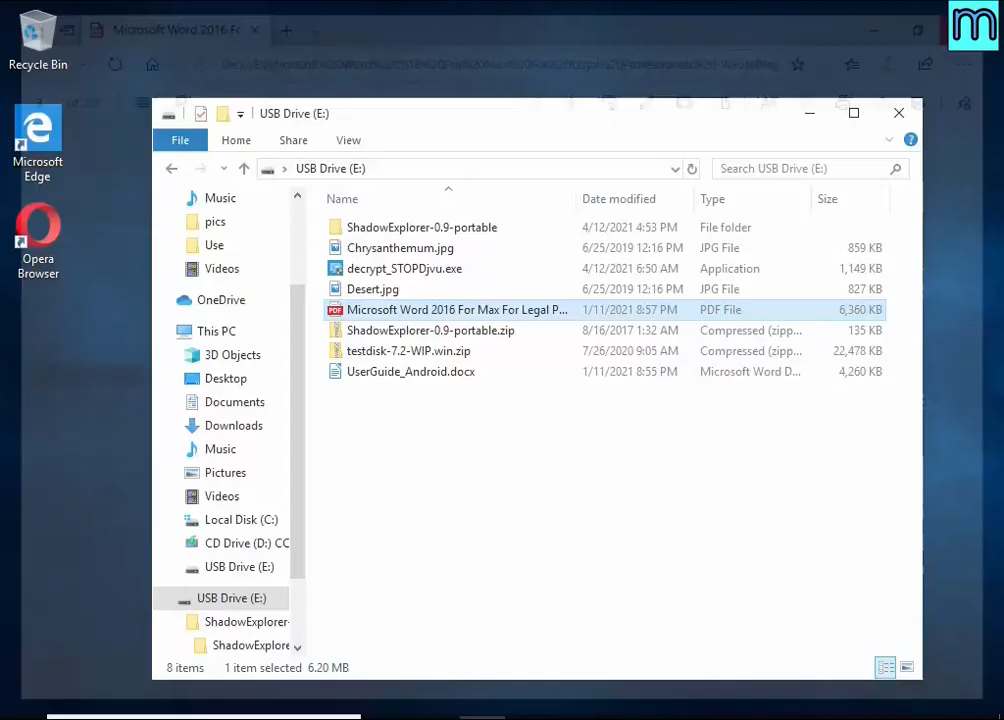 Recycle Bin
Microsoft Edge
Opera Browser
Microsoft Word 2016 Fo
m
USB Drive (E:)
File Home Share View
USB Drive (E:)
Search USB Drive (E:)
Music
pics
Use
Videos
OneDrive
This PC
3D Objects
Desktop
Documents
Downloads
Music
Pictures
Videos
Local Disk (C:)
CD Drive (D:) CC
USB Drive (E:)
USB Drive (E:)
ShadowExplorer-
ShadowExplore
Name Date modified Type Size
ShadowExplorer-0.9-portable 4/12/2021 4:53 PM File folder
Chrysanthemum.jpg 6/25/2019 12:16 PM JPG File 859 KB
decrypt_STOPDjvu.exe 4/12/2021 6:50 AM Application 1,149 KB
Desert.jpg 6/25/2019 12:16 PM JPG File 827 KB
PDF Microsoft Word 2016 For Max For Legal P... 1/11/2021 8:57 PM PDF File 6,360 KB
ShadowExplorer-0.9-portable.zip 8/16/2017 1:32 AM Compressed (zipp... 135 KB
testdisk-7.2-WIP.win.zip 7/26/2020 9:05 AM Compressed (zipp... 22,478 KB
UserGuide_Android.docx 1/11/2021 8:55 PM Microsoft Word D... 4,260 KB
8 items 1 item selected 6.20 MB